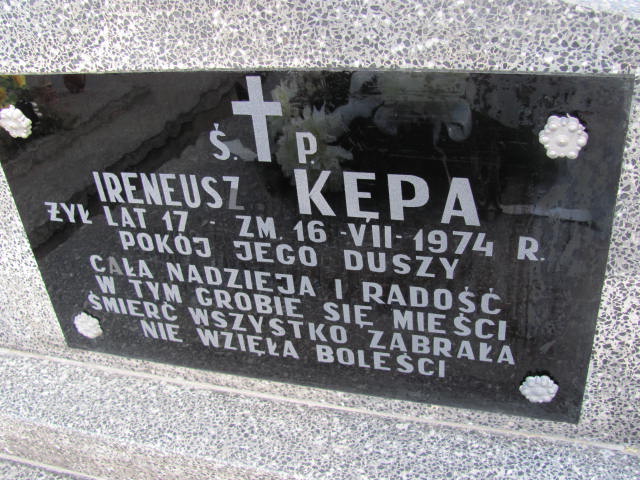 Ś. P.
IRENEUSZ KĘPA
ŻYŁ LAT 17 - ZM. 16 -VII- 1974 R.
POKÓJ JEGO DUSZY
CAŁA NADZIEJA I RADOŚĆ
W TYM GROBIE SIĘ MIEŚCI
ŚMIERĆ WSZYSTKO ZABRAŁA
NIE WZIĘŁA BOLEŚCI